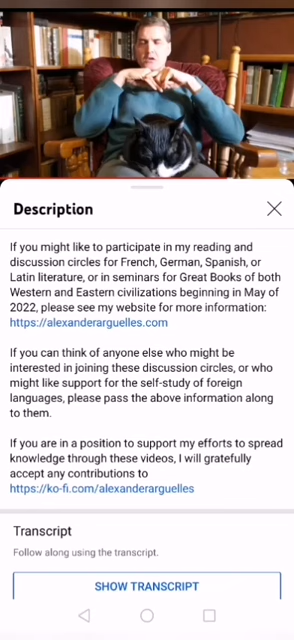 Description
If you might like to participate in my reading and
discussion circles for French, German, Spanish, or
Latin literature, or in seminars for Great Books of both
Western and Eastern civilizations beginning in May of
2022, please see my website for more information:
https://alexanderarguelles.com
If you can think of anyone else who might be
interested in joining these discussion circles, or who
might like support for the self-study of foreign
languages, please pass the above information along
to them.
If you are in a position to support my efforts to spread
knowledge through these videos, I will gratefully
accept any contributions to
https://ko-fi.com/alexanderarguelles
Transcript
Follow along using the transcript.
SHOW TRANSCRIPT